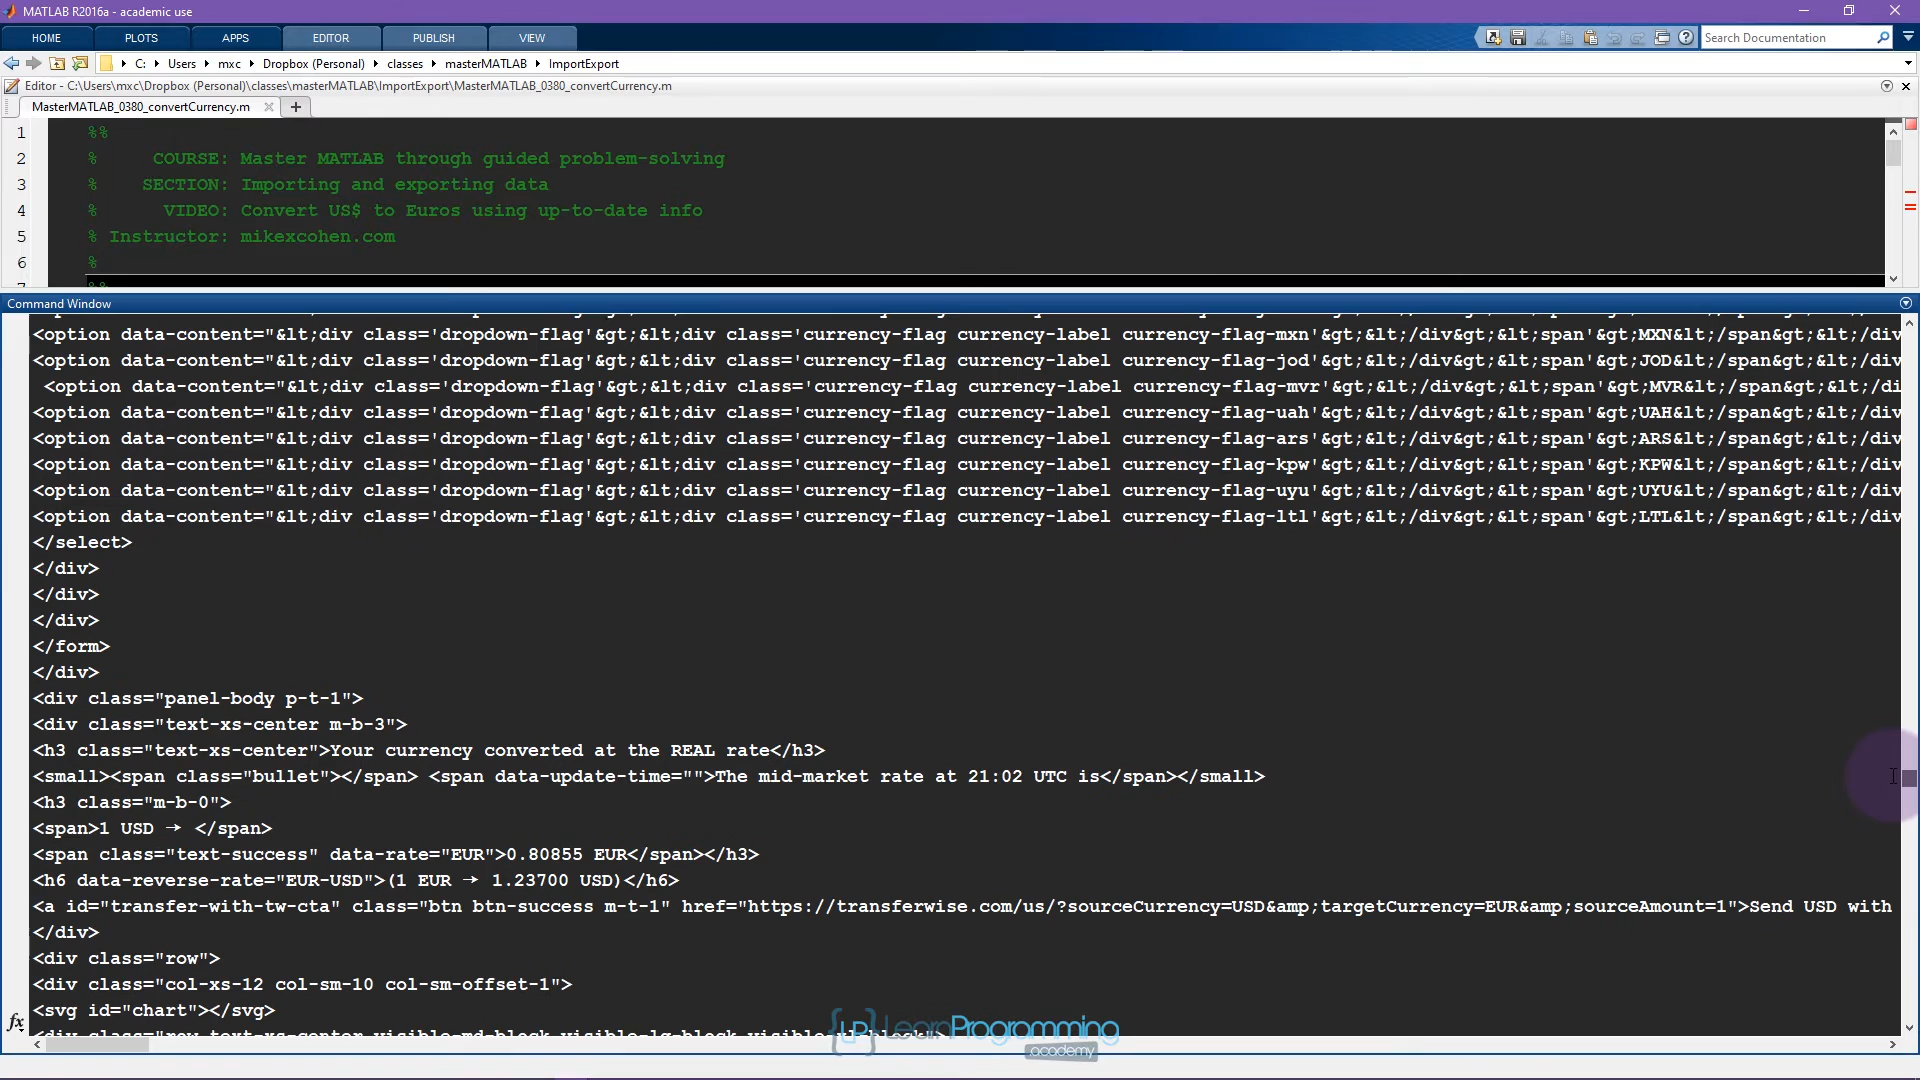 MATLAB R2016a - academic use
HOME PLOTS APPS EDITOR PUBLISH VIEW
Search Documentation
C: Users mxc Dropbox (Personal) classes masterMATLAB ImportExport
Editor - C:\Users\mxc\Dropbox (Personal)\classes\masterMATLAB\ImportExport\MasterMATLAB_0380_convertCurrency.m
MasterMATLAB_0380_convertCurrency.m
1 %%
2 % COURSE: Master MATLAB through guided problem-solving
3 % SECTION: Importing and exporting data
4 % VIDEO: Convert US$ to Euros using up-to-date info
5 % Instructor: mikexcohen.com
6 %
7 %%
Command Window
<option data-content="&lt;div class='dropdown-flag'&gt;&lt;div class='currency-flag currency-label currency-flag-mxn'&gt;&lt;/div&gt;&lt;span'&gt;MXN&lt;/span&gt;&lt;/div
<option data-content="&lt;div class='dropdown-flag'&gt;&lt;div class='currency-flag currency-label currency-flag-jod'&gt;&lt;/div&gt;&lt;span'&gt;JOD&lt;/span&gt;&lt;/div
<option data-content="&lt;div class='dropdown-flag'&gt;&lt;div class='currency-flag currency-label currency-flag-mvr'&gt;&lt;/div&gt;&lt;span'&gt;MVR&lt;/span&gt;&lt;/di
<option data-content="&lt;div class='dropdown-flag'&gt;&lt;div class='currency-flag currency-label currency-flag-uah'&gt;&lt;/div&gt;&lt;span'&gt;UAH&lt;/span&gt;&lt;/div
<option data-content="&lt;div class='dropdown-flag'&gt;&lt;div class='currency-flag currency-label currency-flag-ars'&gt;&lt;/div&gt;&lt;span'&gt;ARS&lt;/span&gt;&lt;/div
<option data-content="&lt;div class='dropdown-flag'&gt;&lt;div class='currency-flag currency-label currency-flag-kpw'&gt;&lt;/div&gt;&lt;span'&gt;KPW&lt;/span&gt;&lt;/div
<option data-content="&lt;div class='dropdown-flag'&gt;&lt;div class='currency-flag currency-label currency-flag-uyu'&gt;&lt;/div&gt;&lt;span'&gt;UYU&lt;/span&gt;&lt;/div
<option data-content="&lt;div class='dropdown-flag'&gt;&lt;div class='currency-flag currency-label currency-flag-ltl'&gt;&lt;/div&gt;&lt;span'&gt;LTL&lt;/span&gt;&lt;/div
</select>
</div>
</div>
</div>
</form>
</div>
<div class="panel-body p-t-1">
<div class="text-xs-center m-b-3">
<h3 class="text-xs-center">Your currency converted at the REAL rate</h3>
<small><span class="bullet"></span> <span data-update-time="">The mid-market rate at 21:02 UTC is</span></small>
<h3 class="m-b-0">
<span>1 USD → </span>
<span class="text-success" data-rate="EUR">0.80855 EUR</span></h3>
<h6 data-reverse-rate="EUR-USD">(1 EUR → 1.23700 USD)</h6>
<a id="transfer-with-tw-cta" class="btn btn-success m-t-1" href="https://transferwise.com/us/?sourceCurrency=USD&amp;targetCurrency=EUR&amp;sourceAmount=1">Send USD with
</div>
<div class="row">
<div class="col-xs-12 col-sm-10 col-sm-offset-1">
<svg id="chart"></svg>
<div class="row text-xs-center visible-md-block visible-lg-block visible-xl-block">
fx
{LP} LearnProgramming
.academy